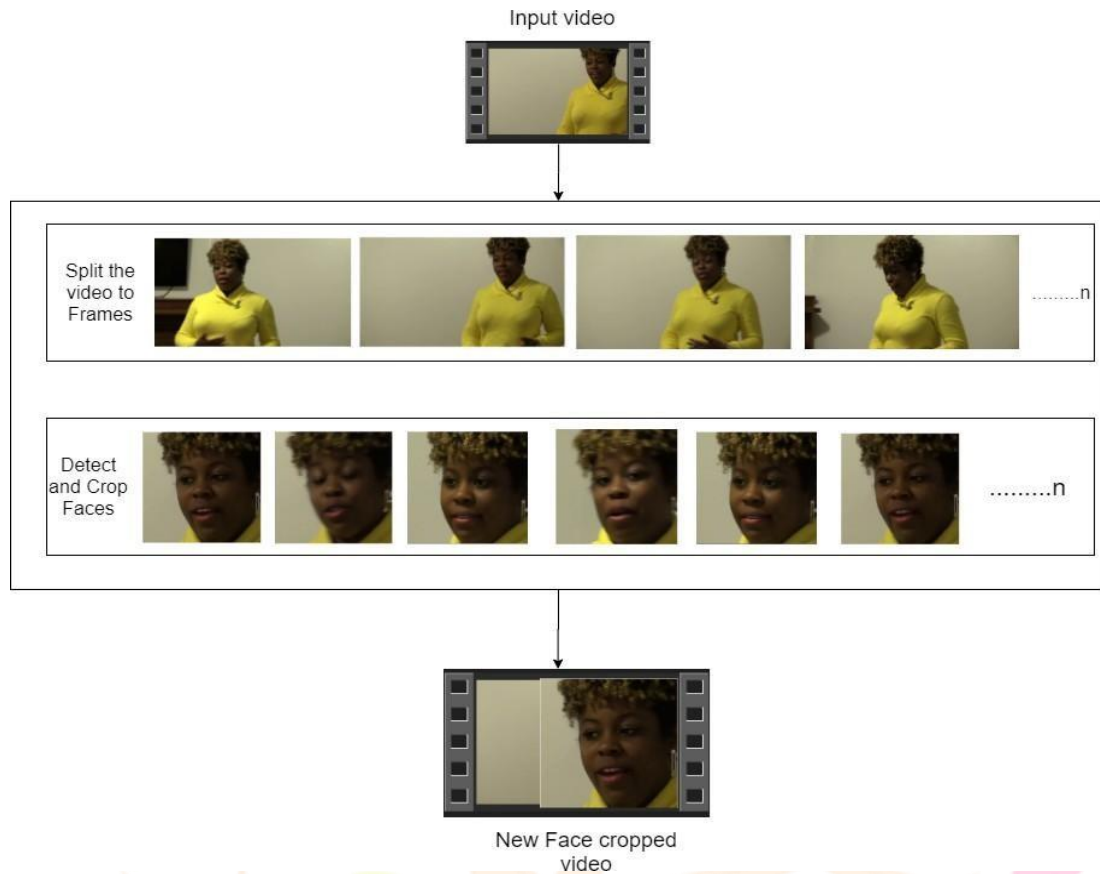 Input video
Split the
video to
Frames
.........n
Detect
and Crop
Faces
.........n
New Face cropped
video